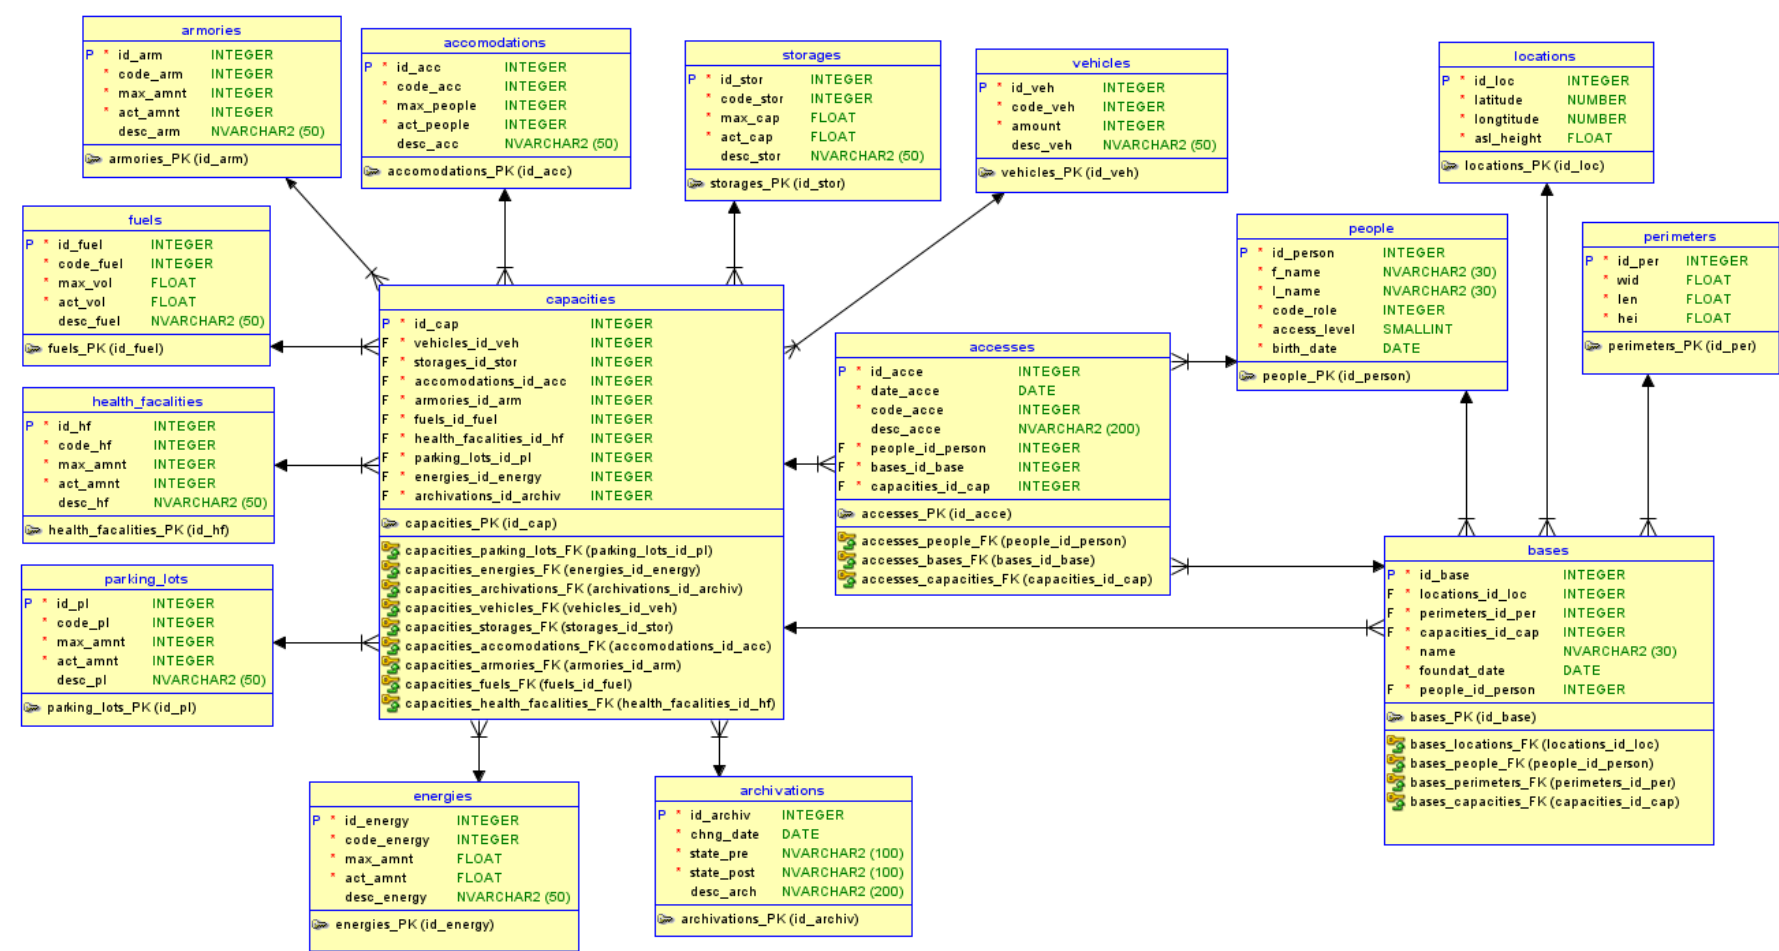 armories
P * id_arm INTEGER
* code_arm INTEGER
* max_amnt INTEGER
* act_amnt INTEGER
desc_arm NVARCHAR2 (50)
armories_PK (id_arm)
accomodations
P * id_acc INTEGER
* code_acc INTEGER
* max_people INTEGER
* act_people INTEGER
desc_acc NVARCHAR2 (50)
accomodations_PK (id_acc)
storages
P * id_stor INTEGER
* code_stor INTEGER
* max_cap FLOAT
* act_cap FLOAT
desc_stor NVARCHAR2 (50)
storages_PK (id_stor)
vehicles
P * id_veh INTEGER
* code_veh INTEGER
* amount INTEGER
desc_veh NVARCHAR2 (50)
vehicles_PK (id_veh)
locations
P * id_loc INTEGER
* latitude NUMBER
* longtitude NUMBER
* asl_height FLOAT
locations_PK (id_loc)
fuels
P * id_fuel INTEGER
* code_fuel INTEGER
* max_vol FLOAT
* act_vol FLOAT
desc_fuel NVARCHAR2 (50)
fuels_PK (id_fuel)
people
P * id_person INTEGER
* f_name NVARCHAR2 (30)
* l_name NVARCHAR2 (30)
* code_role INTEGER
* access_level SMALLINT
* birth_date DATE
people_PK (id_person)
perimeters
P * id_per INTEGER
* wid FLOAT
* len FLOAT
* hei FLOAT
perimeters_PK (id_per)
capacities
P * id_cap INTEGER
F * vehicles_id_veh INTEGER
F * storages_id_stor INTEGER
F * accomodations_id_acc INTEGER
F * armories_id_arm INTEGER
F * fuels_id_fuel INTEGER
F * health_facalities_id_hf INTEGER
F * parking_lots_id_pl INTEGER
F * energies_id_energy INTEGER
F * archivations_id_archiv INTEGER
capacities_PK (id_cap)
capacities_parking_lots_FK (parking_lots_id_pl)
capacities_energies_FK (energies_id_energy)
capacities_archivations_FK (archivations_id_archiv)
capacities_vehicles_FK (vehicles_id_veh)
capacities_storages_FK (storages_id_stor)
capacities_accomodations_FK (accomodations_id_acc)
capacities_armories_FK (armories_id_arm)
capacities_fuels_FK (fuels_id_fuel)
capacities_health_facalities_FK (health_facalities_id_hf)
accesses
P * id_acce INTEGER
* date_acce DATE
* code_acce INTEGER
desc_acce NVARCHAR2 (200)
F * people_id_person INTEGER
F * bases_id_base INTEGER
F * capacities_id_cap INTEGER
accesses_PK (id_acce)
accesses_people_FK (people_id_person)
accesses_bases_FK (bases_id_base)
accesses_capacities_FK (capacities_id_cap)
health_facalities
P * id_hf INTEGER
* code_hf INTEGER
* max_amnt INTEGER
* act_amnt INTEGER
desc_hf NVARCHAR2 (50)
health_facalities_PK (id_hf)
parking_lots
P * id_pl INTEGER
* code_pl INTEGER
* max_amnt INTEGER
* act_amnt INTEGER
desc_pl NVARCHAR2 (50)
parking_lots_PK (id_pl)
bases
P * id_base INTEGER
F * locations_id_loc INTEGER
F * perimeters_id_per INTEGER
F * capacities_id_cap INTEGER
* name NVARCHAR2 (30)
* foundat_date DATE
F * people_id_person INTEGER
bases_PK (id_base)
bases_locations_FK (locations_id_loc)
bases_people_FK (people_id_person)
bases_perimeters_FK (perimeters_id_per)
bases_capacities_FK (capacities_id_cap)
energies
P * id_energy INTEGER
* code_energy INTEGER
* max_amnt FLOAT
* act_amnt FLOAT
desc_energy NVARCHAR2 (50)
energies_PK (id_energy)
archivations
P * id_archiv INTEGER
* chng_date DATE
* state_pre NVARCHAR2 (100)
* state_post NVARCHAR2 (100)
desc_arch NVARCHAR2 (200)
archivations_PK (id_archiv)